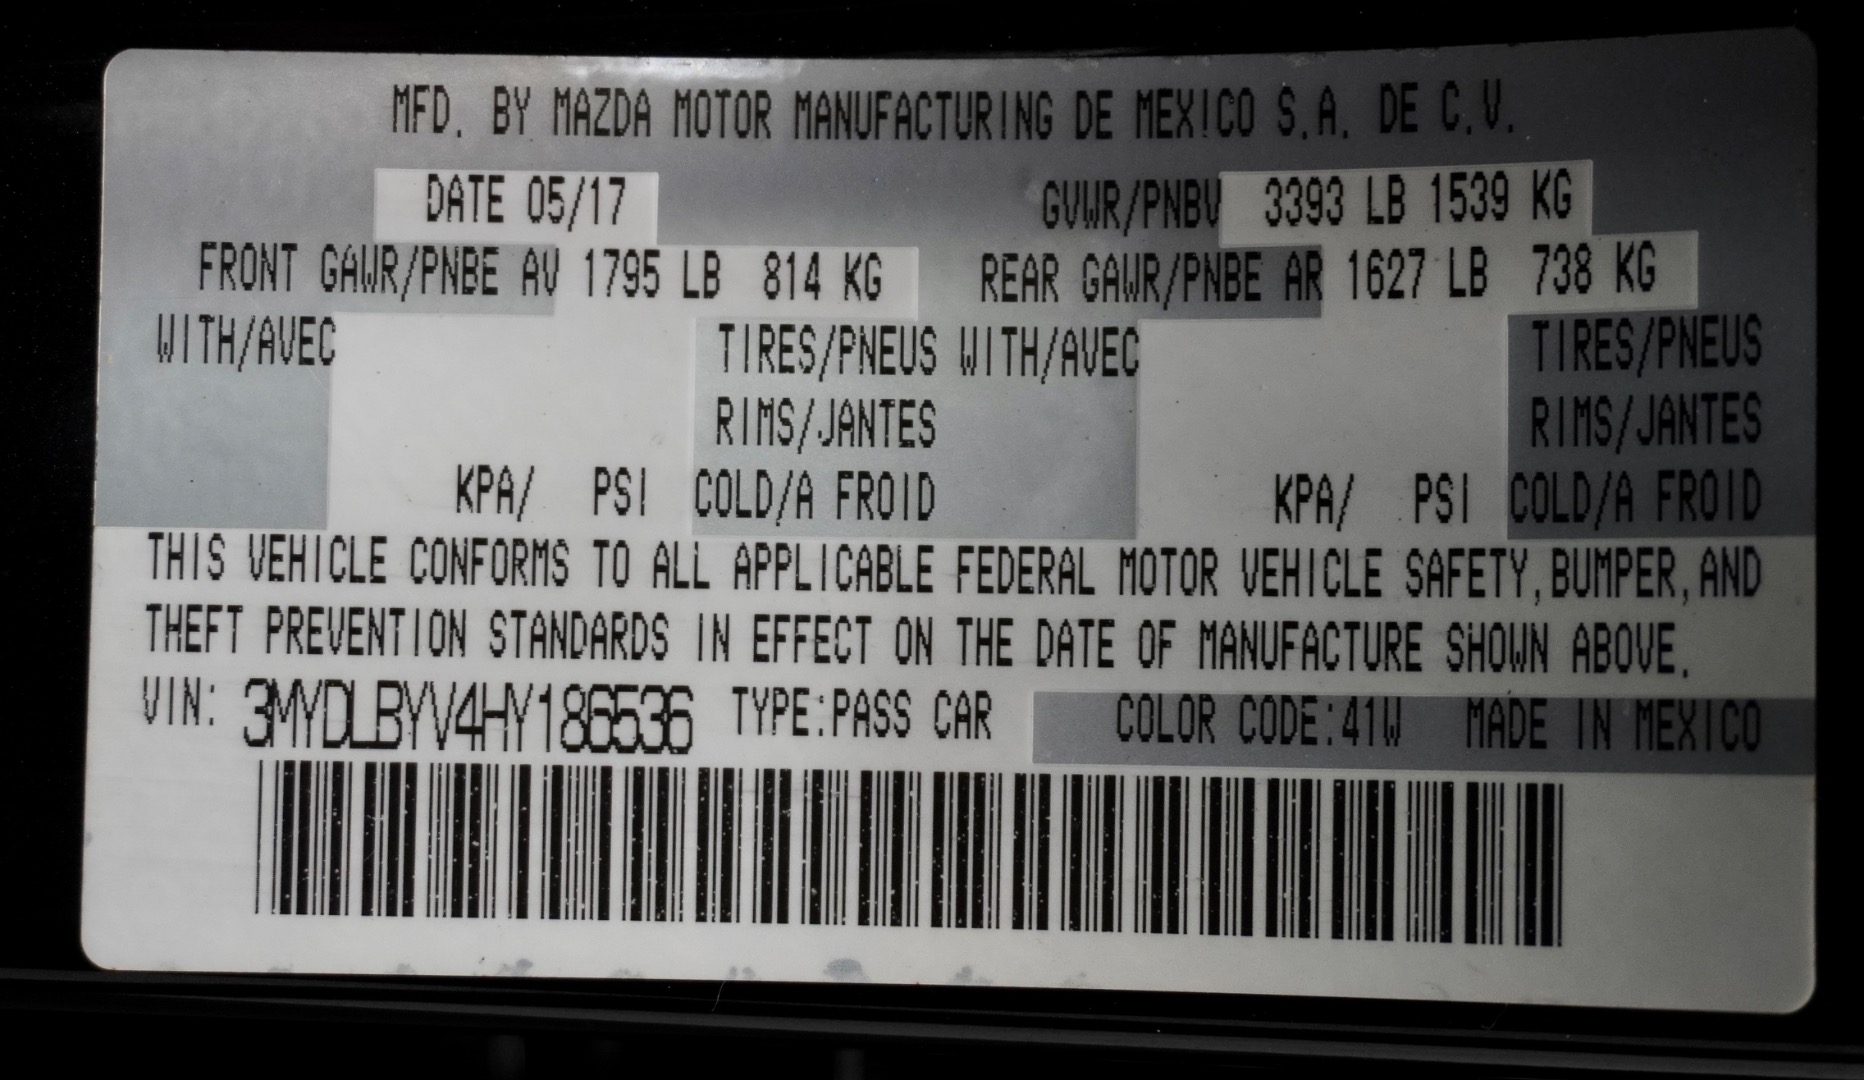 MFD. BY MAZDA MOTOR MANUFACTURING DE MEXICO S.A. DE C.V.
DATE 05/17 GVWR/PNBV 3393 LB 1539 KG
FRONT GAWR/PNBE AV 1795 LB 814 KG REAR GAWR/PNBE AR 1627 LB 738 KG
WITH/AVEC TIRES/PNEUS WITH/AVEC TIRES/PNEUS
RIMS/JANTES RIMS/JANTES
KPA/ PSI COLD/A FROID KPA/ PSI COLD/A FROID
THIS VEHICLE CONFORMS TO ALL APPLICABLE FEDERAL MOTOR VEHICLE SAFETY,BUMPER,AND
THEFT PREVENTION STANDARDS IN EFFECT ON THE DATE OF MANUFACTURE SHOWN ABOVE.
VIN: 3MYDLBYV4HY186536 TYPE:PASS CAR COLOR CODE:41W MADE IN MEXICO